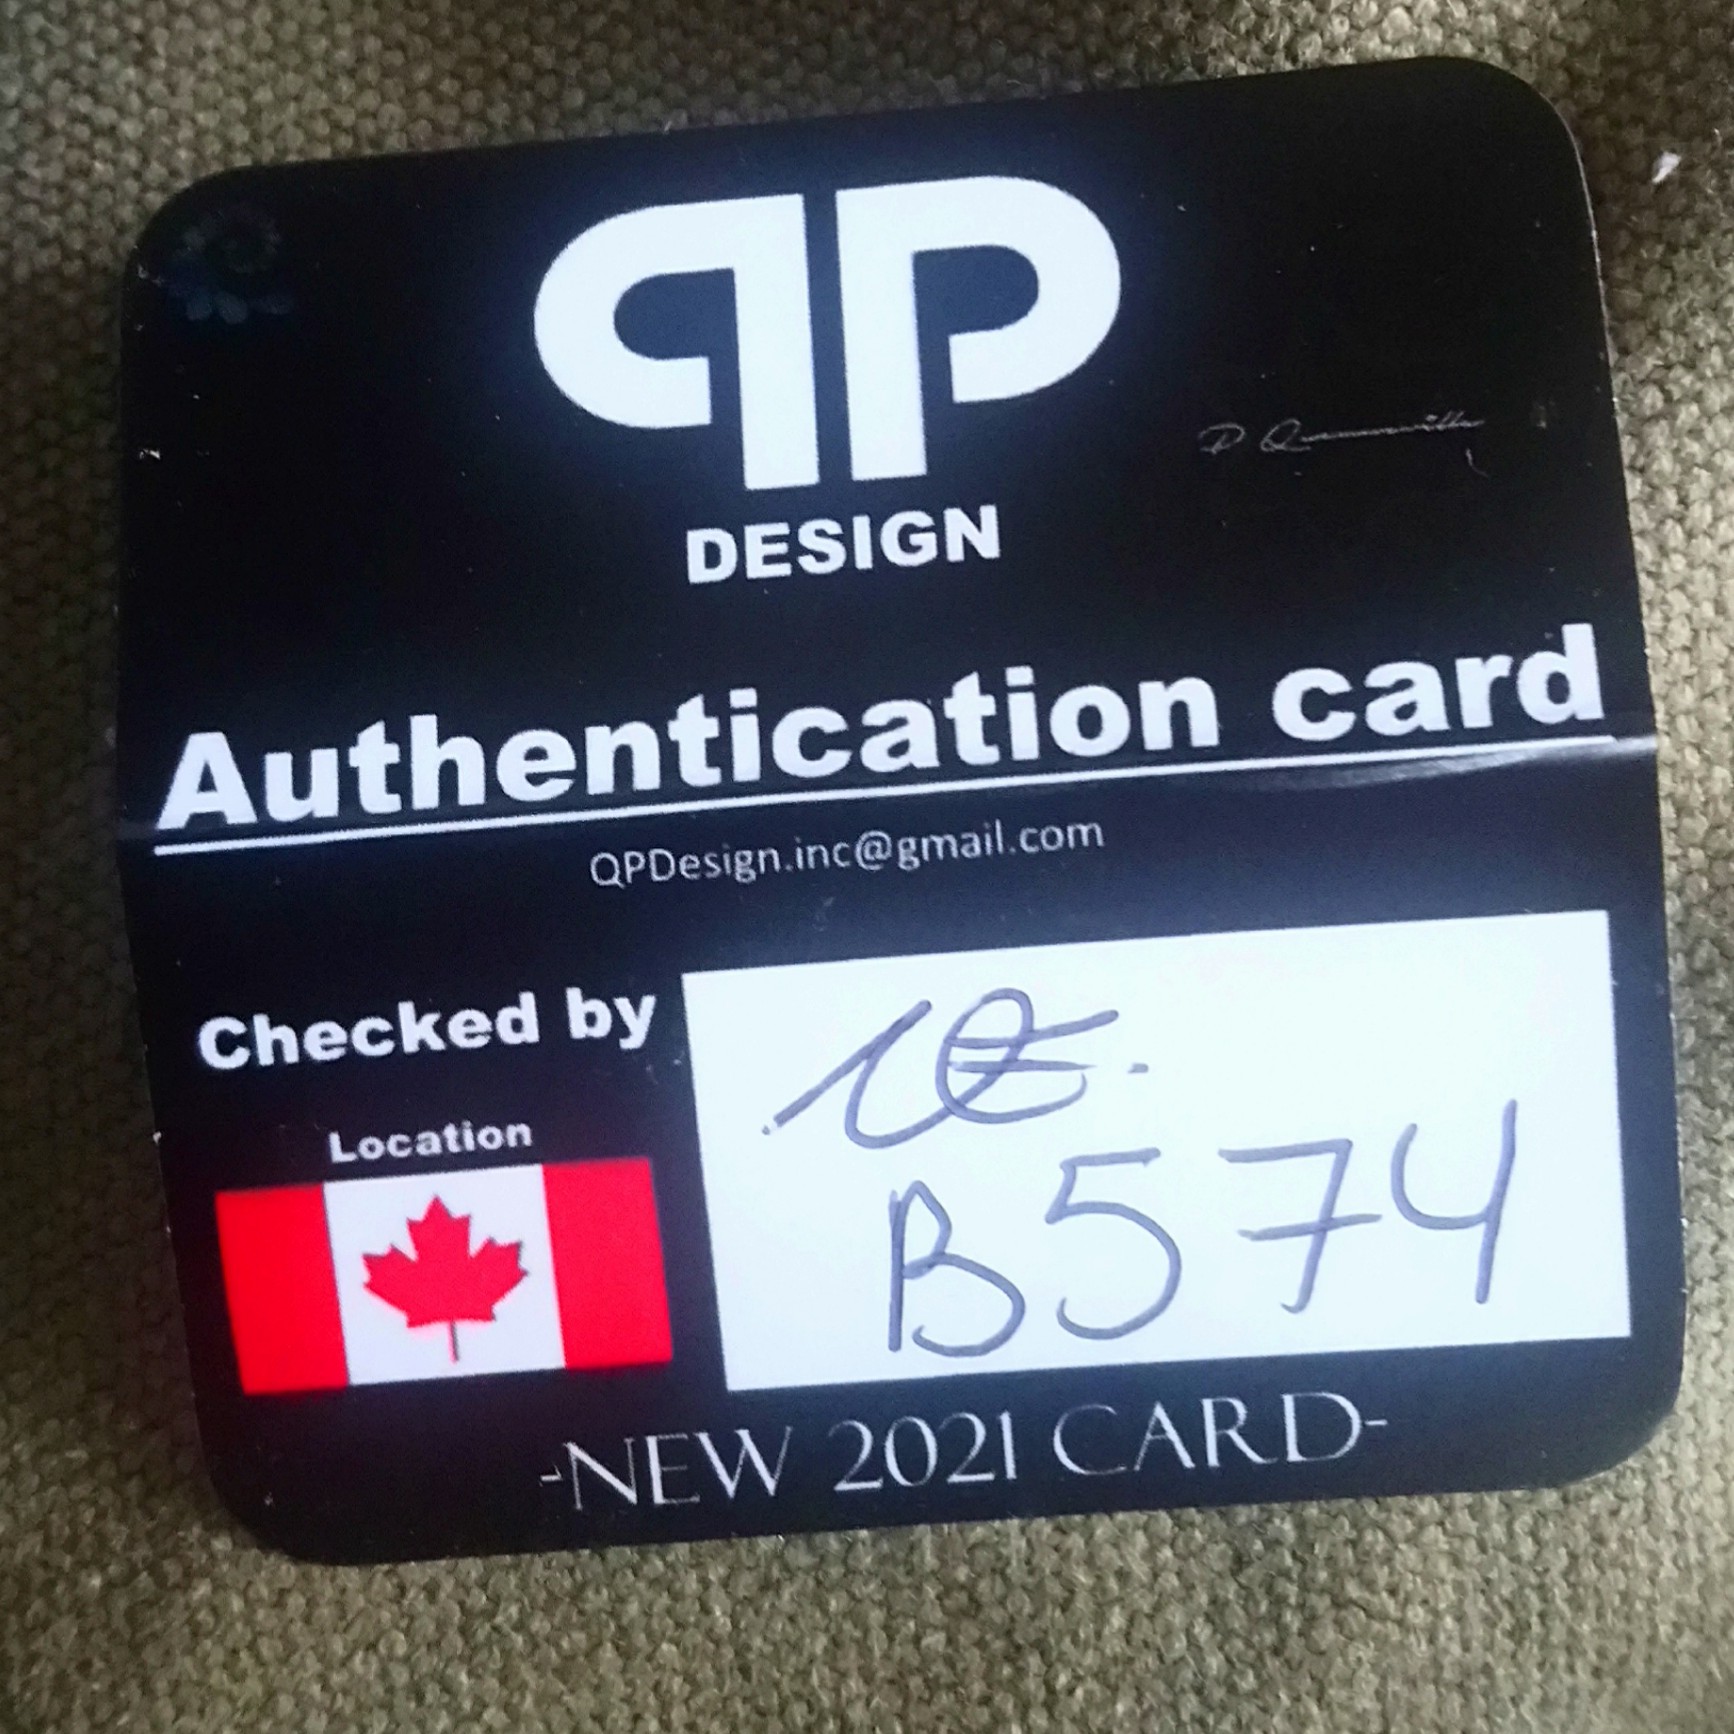 QP
DESIGN
Authentication card
QPDesign.inc@gmail.com
Checked by
Location
B574
-NEW 2021 CARD-